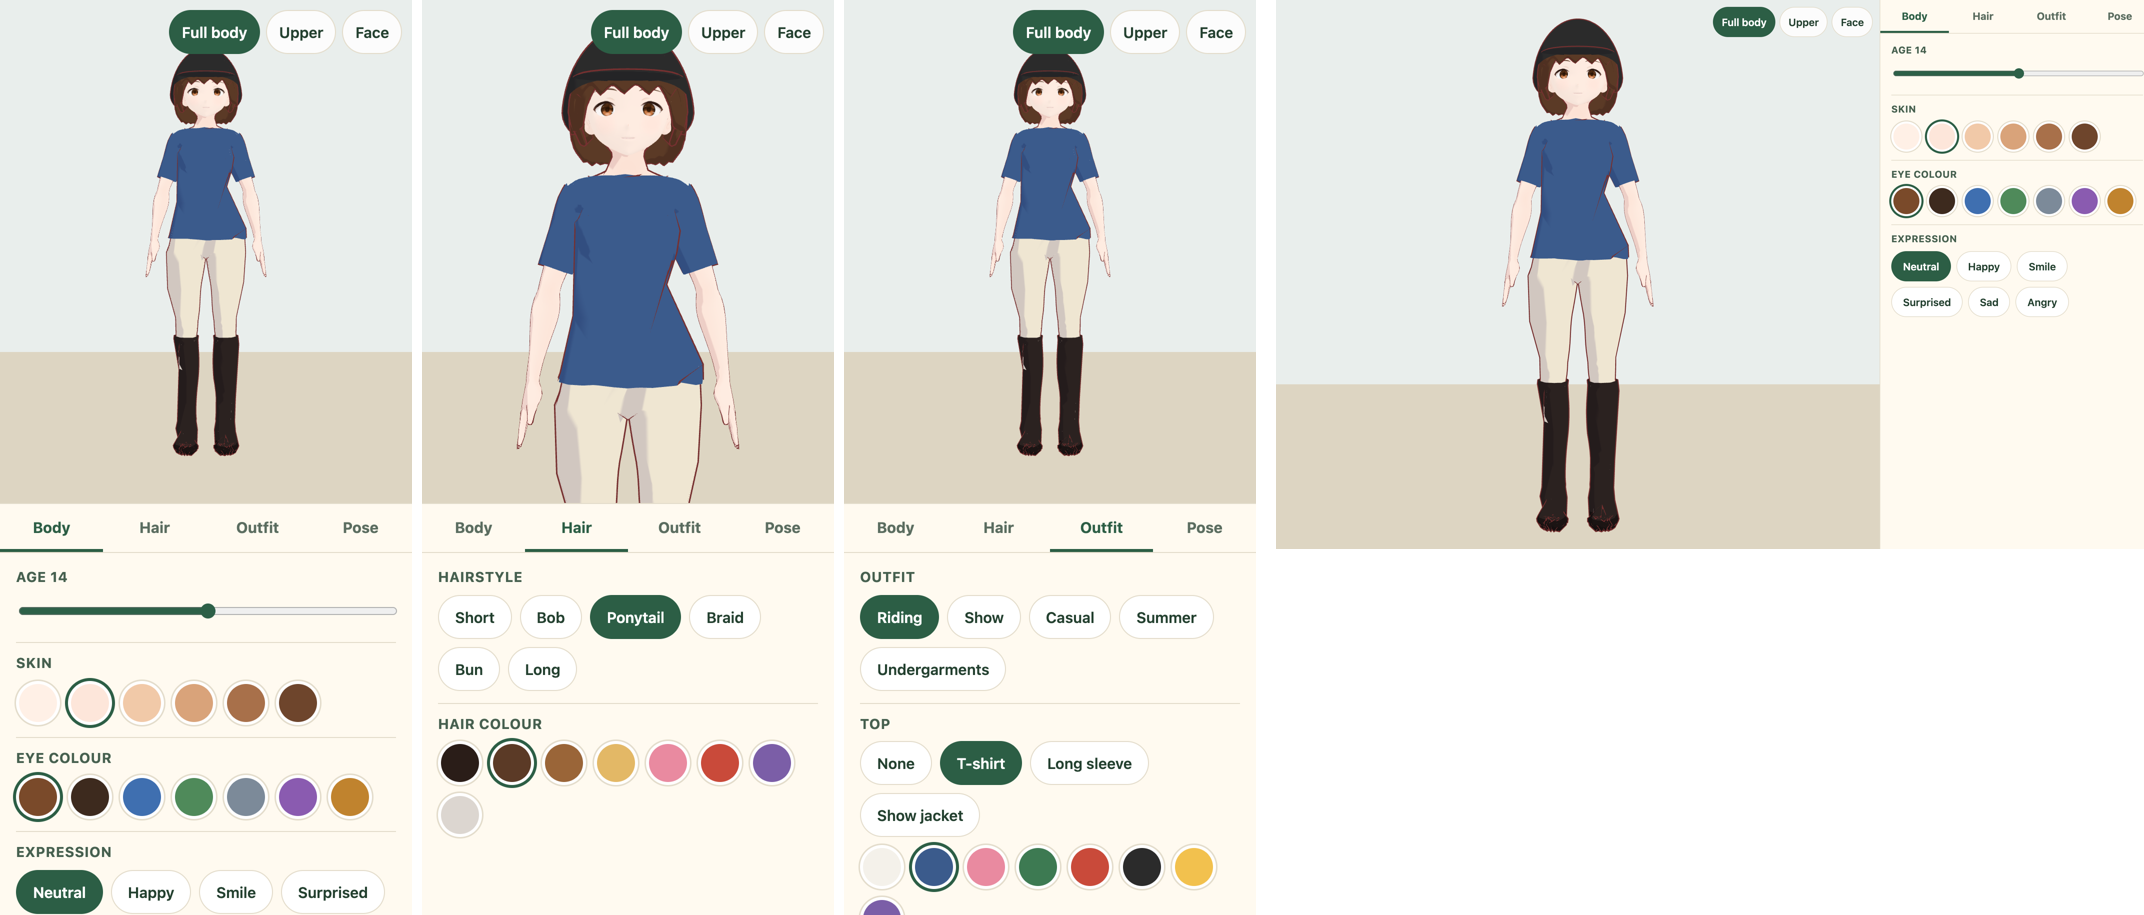 Full body Upper Face
Body Hair Outfit Pose
AGE 14
SKIN
EYE COLOUR
EXPRESSION
Neutral Happy Smile Surprised
Full body Upper Face
Body Hair Outfit Pose
HAIRSTYLE
Short Bob Ponytail Braid
Bun Long
HAIR COLOUR
Full body Upper Face
Body Hair Outfit Pose
OUTFIT
Riding Show Casual Summer
Undergarments
TOP
None T-shirt Long sleeve
Show jacket
Full body Upper Face
Body Hair Outfit Pose
AGE 14
SKIN
EYE COLOUR
EXPRESSION
Neutral Happy Smile
Surprised Sad Angry